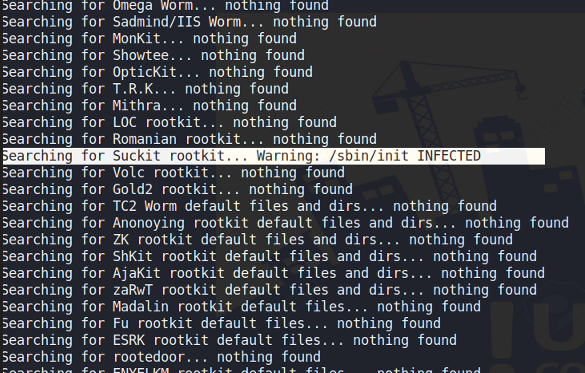 Searching for Omega Worm... nothing found
Searching for Sadmind/IIS Worm... nothing found
Searching for MonKit... nothing found
Searching for Showtee... nothing found
Searching for OpticKit... nothing found
Searching for T.R.K... nothing found
Searching for Mithra... nothing found
Searching for LOC rootkit... nothing found
Searching for Romanian rootkit... nothing found
Searching for Suckit rootkit... Warning: /sbin/init INFECTED
Searching for Volc rootkit... nothing found
Searching for Gold2 rootkit... nothing found
Searching for TC2 Worm default files and dirs... nothing found
Searching for Anonoying rootkit default files and dirs... nothing found
Searching for ZK rootkit default files and dirs... nothing found
Searching for ShKit rootkit default files and dirs... nothing found
Searching for AjaKit rootkit default files and dirs... nothing found
Searching for zaRwT rootkit default files and dirs... nothing found
Searching for Madalin rootkit default files... nothing found
Searching for Fu rootkit default files... nothing found
Searching for ESRK rootkit default files... nothing found
Searching for rootedoor... nothing found
Searching for ENYELKM rootkit default files... nothing found